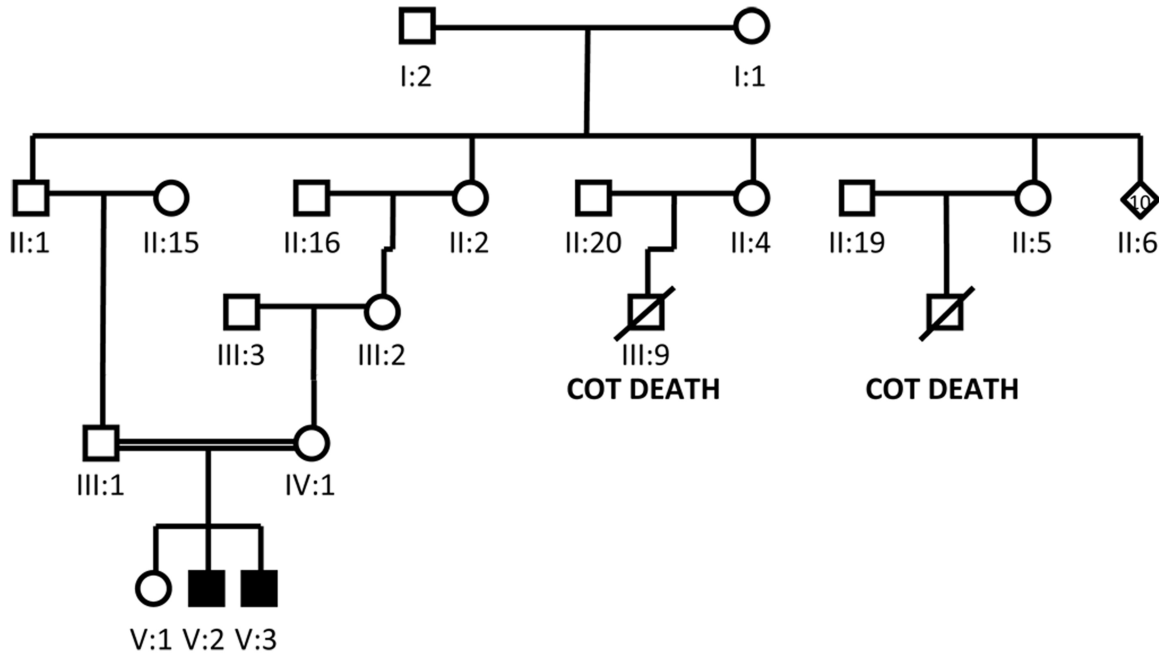 I:2 I:1
10
II:1 II:15 II:16 II:2 II:20 II:4 II:19 II:5 II:6
III:3 III:2 III:9
COT DEATH COT DEATH
III:1 IV:1
V:1 V:2 V:3